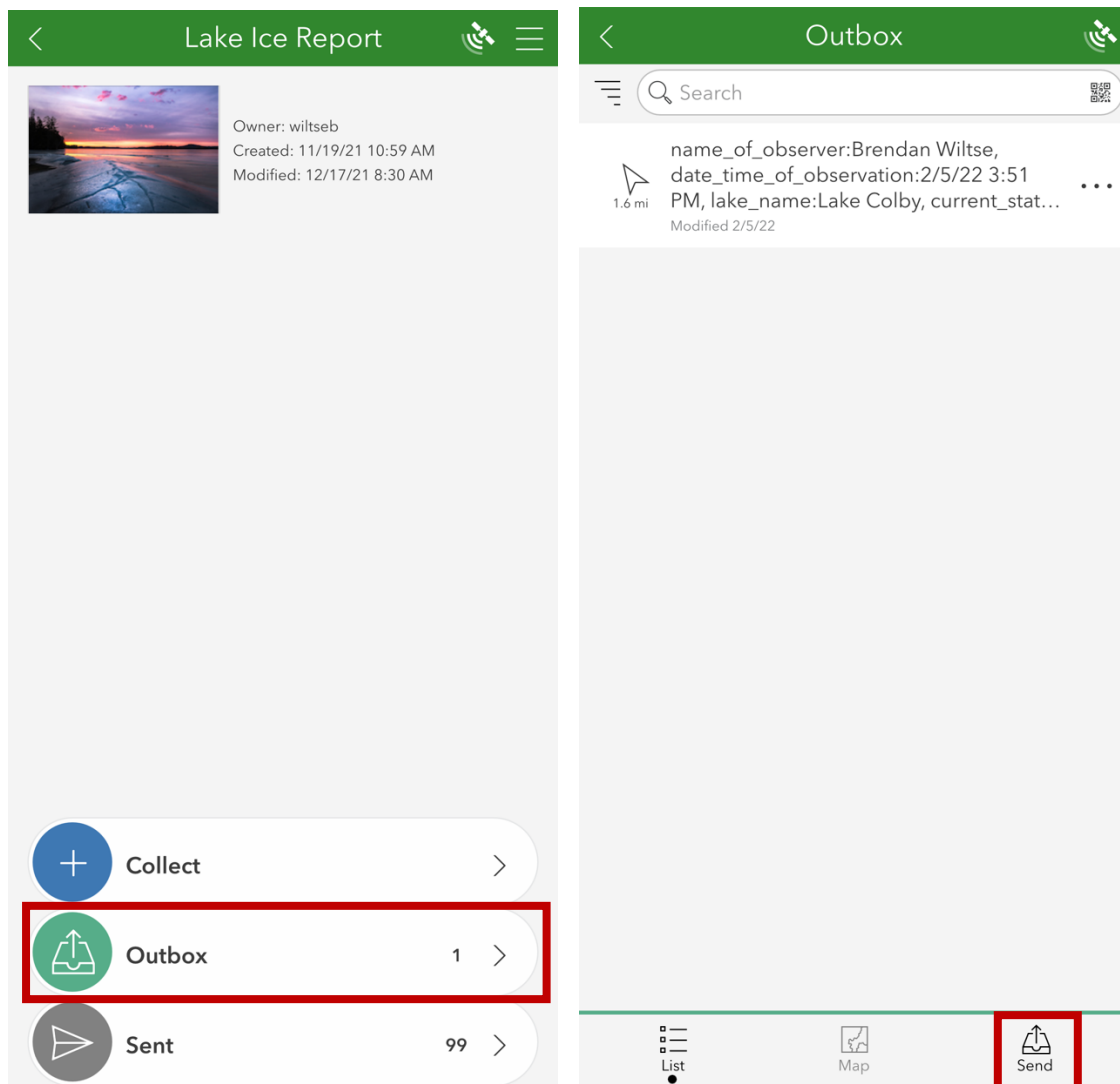 Lake Ice Report
Owner: wiltseb
Created: 11/19/21 10:59 AM
Modified: 12/17/21 8:30 AM
Collect
Outbox 1
Sent 99
Outbox
Search
name_of_observer:Brendan Wiltse,
date_time_of_observation:2/5/22 3:51
PM, lake_name:Lake Colby, current_stat...
1.6 mi
Modified 2/5/22
List
Map
Send